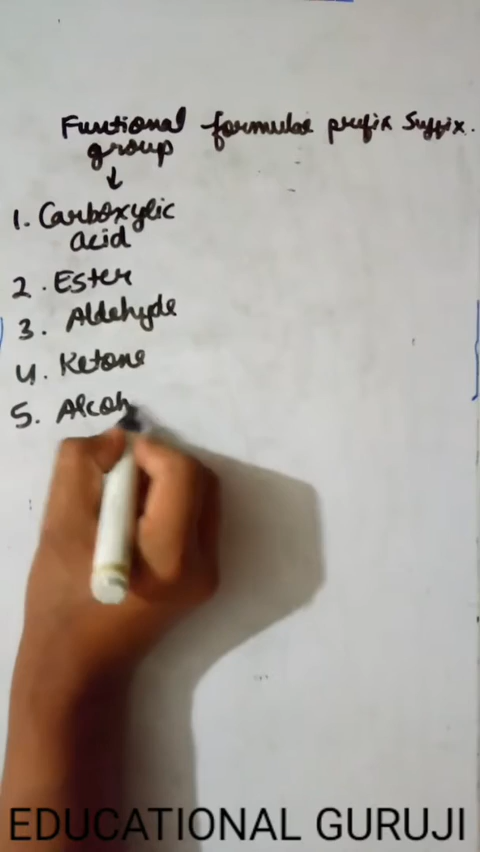 Functional formulae prefix Suffix.
group
↓
1. Carboxylic
acid
2. Ester
3. Aldehyde
4. Ketone
5. Alcoh
EDUCATIONAL GURUJI